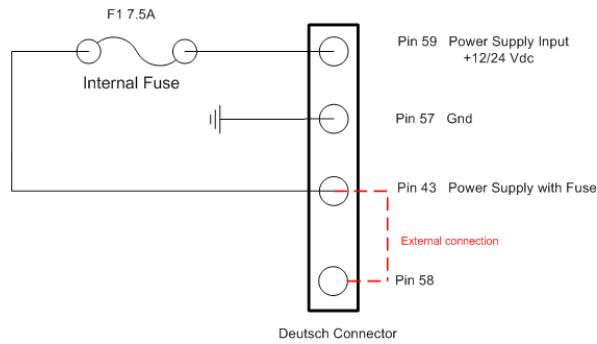 F1 7.5A
Internal Fuse
Pin 59 Power Supply Input
+12/24 Vdc
Pin 57 Gnd
Pin 43 Power Supply with Fuse
External connection
Pin 58
Deutsch Connector